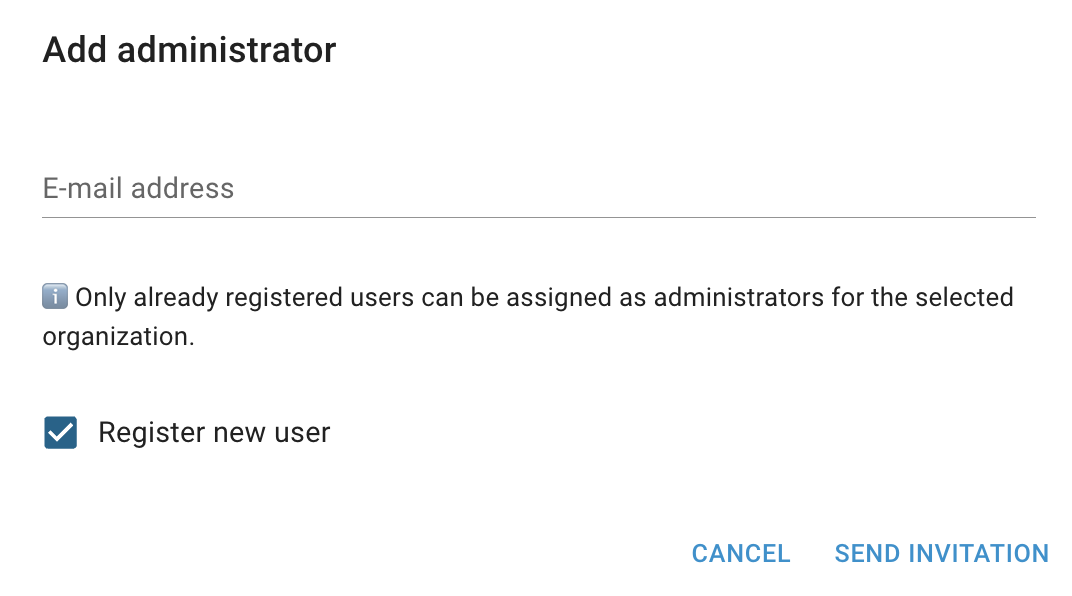 Add administrator
E-mail address
ℹ️ Only already registered users can be assigned as administrators for the selected
organization.
Register new user
CANCEL SEND INVITATION